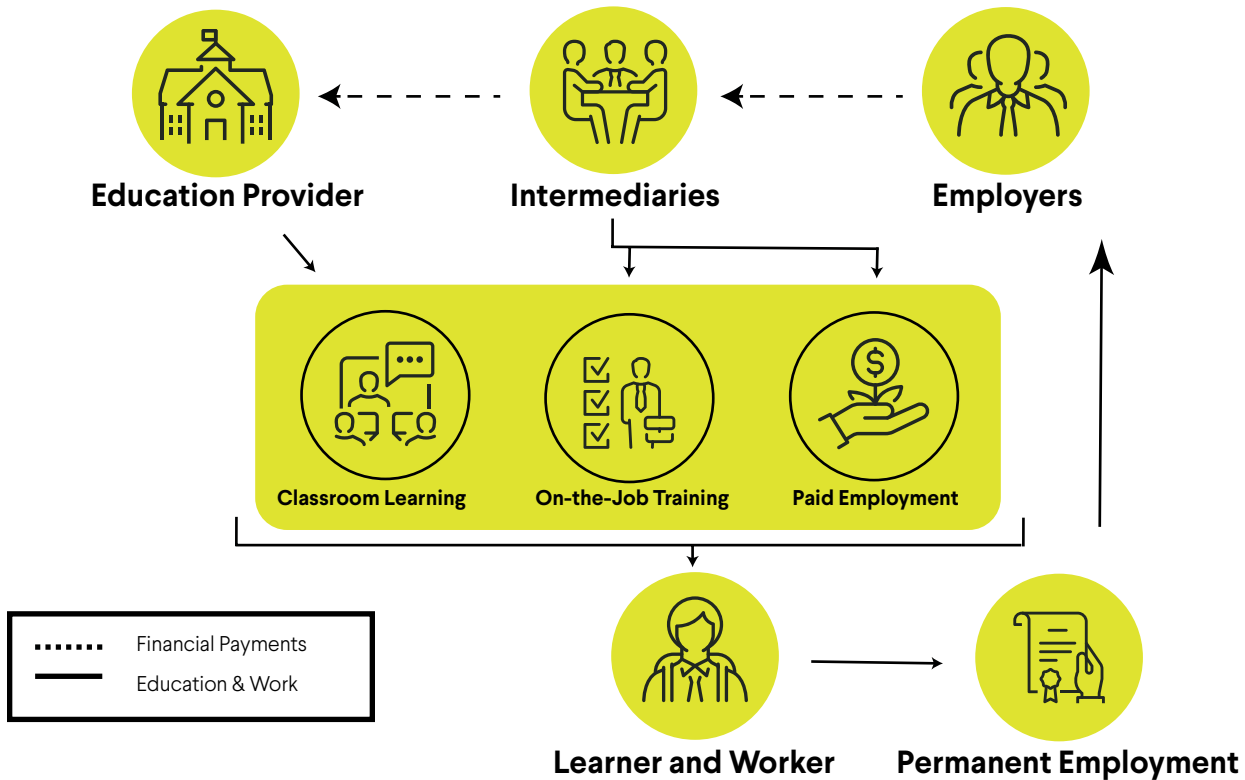 Education Provider
Intermediaries
Employers
$
Classroom Learning
On-the-Job Training
Paid Employment
Financial Payments
Education & Work
Learner and Worker
Permanent Employment